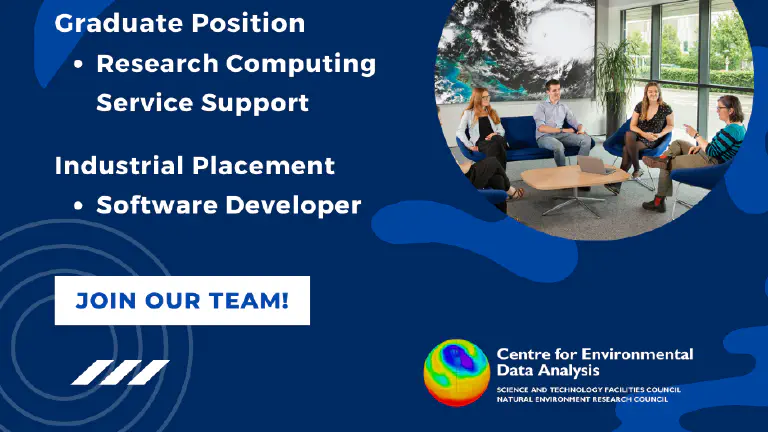 Graduate Position
• Research Computing
Service Support
Industrial Placement
• Software Developer
JOIN OUR TEAM!
Centre for Environmental
Data Analysis
SCIENCE AND TECHNOLOGY FACILITIES COUNCIL
NATURAL ENVIRONMENT RESEARCH COUNCIL